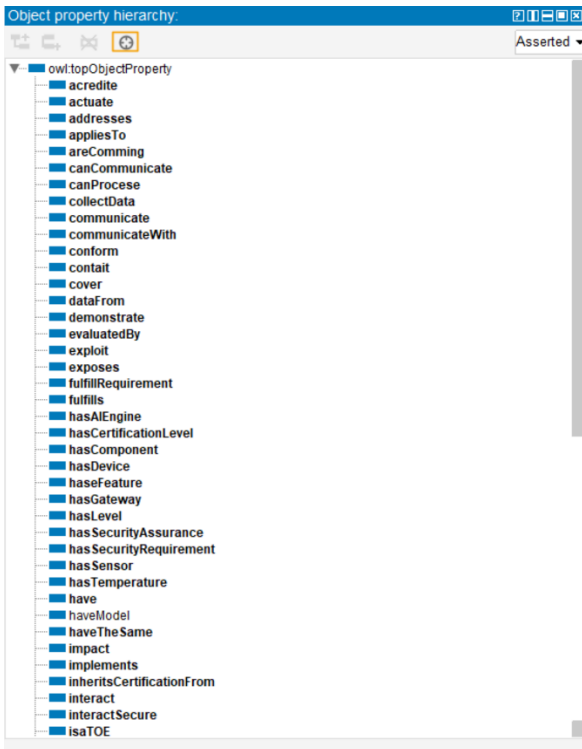 Object property hierarchy:
Asserted
owl:topObjectProperty
acredite
actuate
addresses
appliesTo
areComming
canCommunicate
canProcese
collectData
communicate
communicateWith
conform
contait
cover
dataFrom
demonstrate
evaluatedBy
exploit
exposes
fulfillRequirement
fulfills
hasAIEngine
hasCertificationLevel
hasComponent
hasDevice
haseFeature
hasGateway
hasLevel
hasSecurityAssurance
hasSecurityRequirement
hasSensor
hasTemperature
have
haveModel
haveTheSame
impact
implements
inheritsCertificationFrom
interact
interactSecure
isaTOE